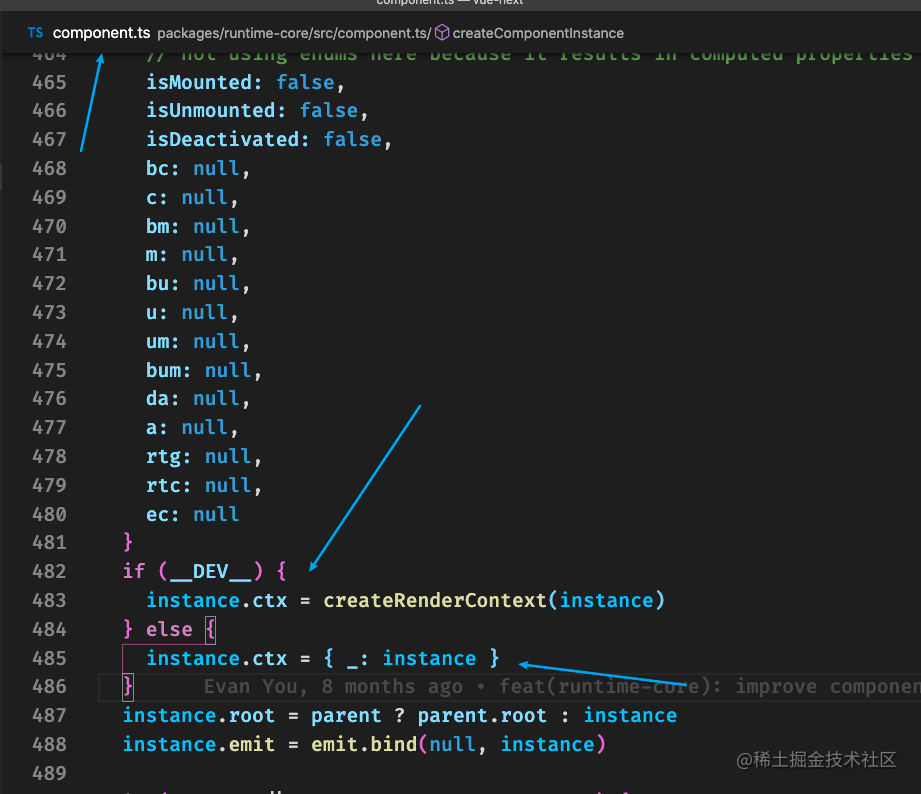 component.ts — vue-next
TS component.ts packages/runtime-core/src/component.ts/ createComponentInstance
464 // not using enums here because it results in computed properties
465 isMounted: false,
466 isUnmounted: false,
467 isDeactivated: false,
468 bc: null,
469 c: null,
470 bm: null,
471 m: null,
472 bu: null,
473 u: null,
474 um: null,
475 bum: null,
476 da: null,
477 a: null,
478 rtg: null,
479 rtc: null,
480 ec: null
481 }
482 if (__DEV__) {
483 instance.ctx = createRenderContext(instance)
484 } else {
485 instance.ctx = { _: instance }
486 } Evan You, 8 months ago • feat(runtime-core): improve componen
487 instance.root = parent ? parent.root : instance
488 instance.emit = emit.bind(null, instance)
489
@稀土掘金技术社区